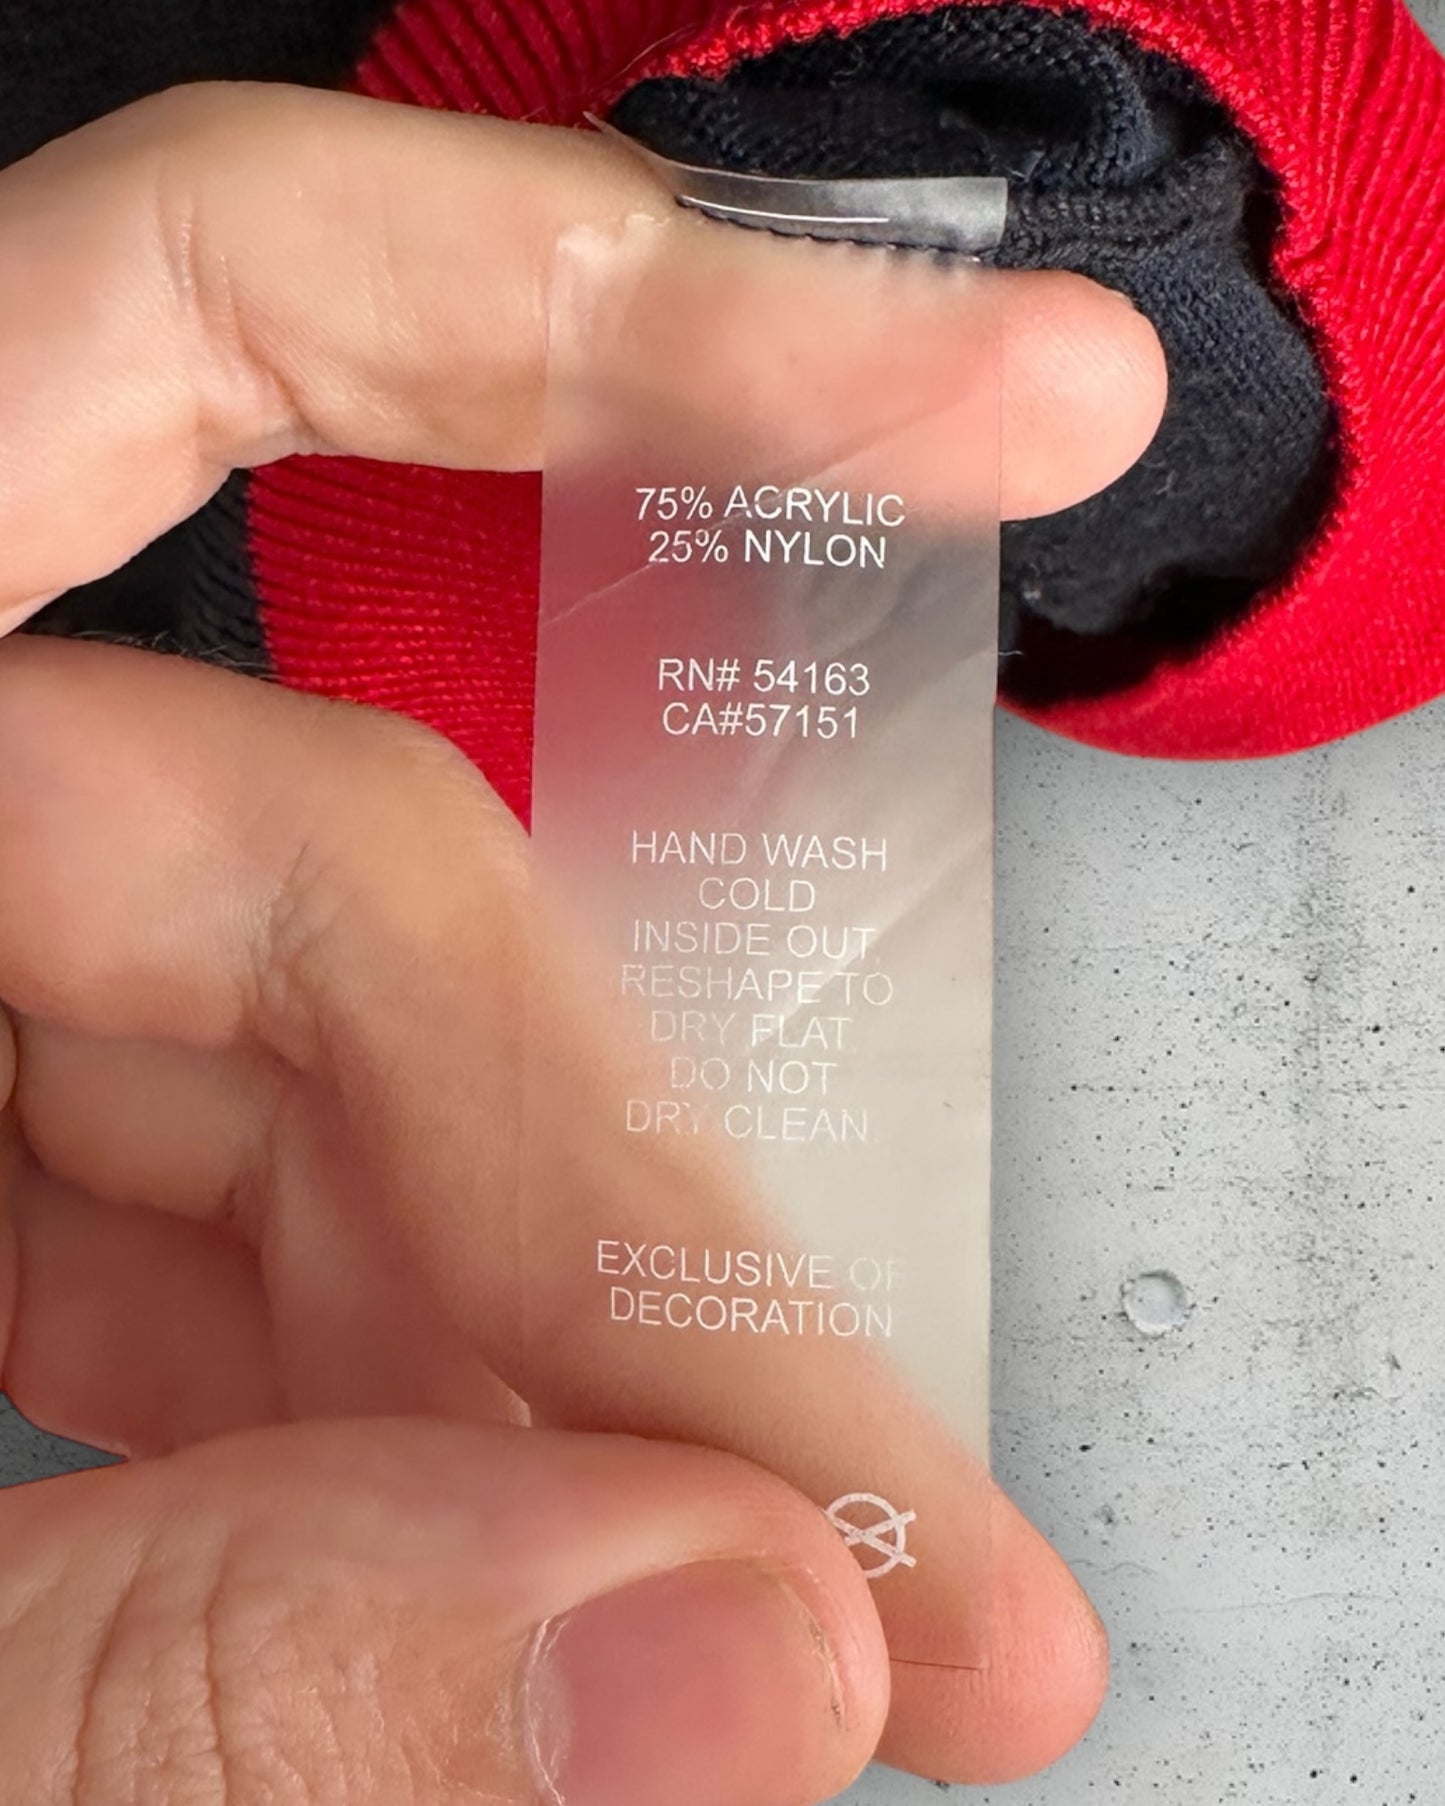 75% ACRYLIC
25% NYLON
RN# 54163
CA#57151
HAND WASH
COLD
INSIDE OUT.
RESHAPE TO
DRY FLAT.
DO NOT
DRY CLEAN.
EXCLUSIVE OF
DECORATION